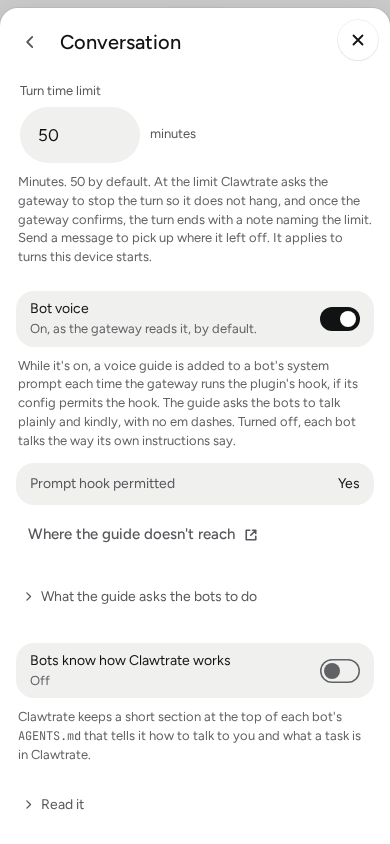 Conversation
Turn time limit
50
minutes
Minutes. 50 by default. At the limit Clawtrate asks the
gateway to stop the turn so it does not hang, and once the
gateway confirms, the turn ends with a note naming the limit.
Send a message to pick up where it left off. It applies to
turns this device starts.
Bot voice
On, as the gateway reads it, by default.
While it's on, a voice guide is added to a bot's system
prompt each time the gateway runs the plugin's hook, if its
config permits the hook. The guide asks the bots to talk
plainly and kindly, with no em dashes. Turned off, each bot
talks the way its own instructions say.
Prompt hook permitted
Yes
Where the guide doesn't reach
What the guide asks the bots to do
Bots know how Clawtrate works
Off
Clawtrate keeps a short section at the top of each bot's
AGENTS.md that tells it how to talk to you and what a task is
in Clawtrate.
Read it